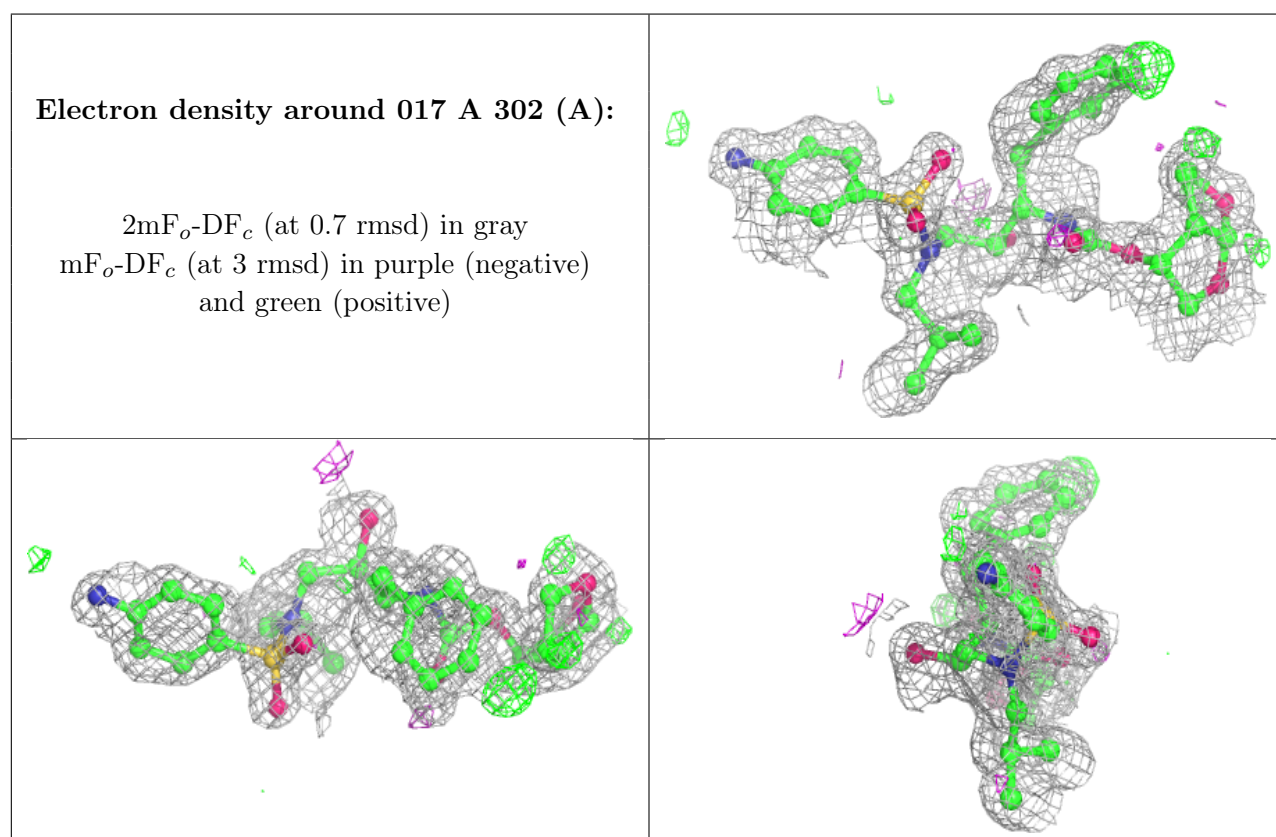 Electron density around 017 A 302 (A):
2mFo-DFc (at 0.7 rmsd) in gray
mFo-DFc (at 3 rmsd) in purple (negative)
and green (positive)